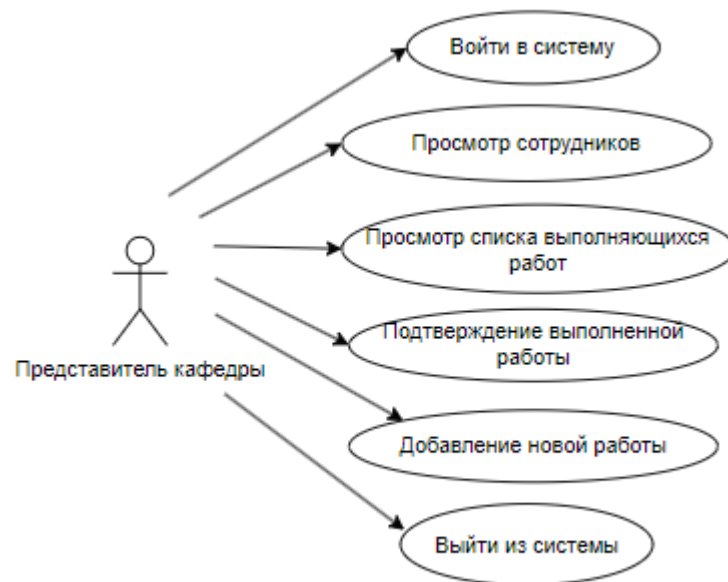 Войти в систему
Просмотр сотрудников
Просмотр списка выполняющихся
работ
Подтверждение выполненной
работы
Представитель кафедры
Добавление новой работы
Выйти из системы